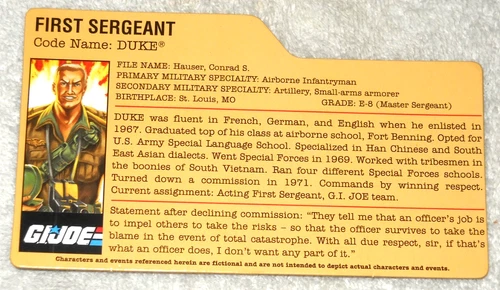 FIRST SERGEANT
Code Name: DUKE®
FILE NAME: Hauser, Conrad S.
PRIMARY MILITARY SPECIALTY: Airborne Infantryman
SECONDARY MILITARY SPECIALTY: Artillery, Small-arms armorer
BIRTHPLACE: St. Louis, MO GRADE: E-8 (Master Sergeant)
DUKE was fluent in French, German, and English when he enlisted in
1967. Graduated top of his class at airborne school, Fort Benning. Opted for
U.S. Army Special Language School. Specialized in Han Chinese and South
East Asian dialects. Went Special Forces in 1969. Worked with tribesmen in
the boonies of South Vietnam. Ran four different Special Forces schools.
Turned down a commission in 1971. Commands by winning respect.
Current assignment: Acting First Sergeant, G.I. JOE team.
Statement after declining commission: "They tell me that an officer's job is
to impel others to take the risks – so that the officer survives to take the
blame in the event of total catastrophe. With all due respect, sir, if that's
what an officer does, I don't want any part of it."
GI JOE
Characters and events referenced herein are fictional and are not intended to depict actual characters and events.